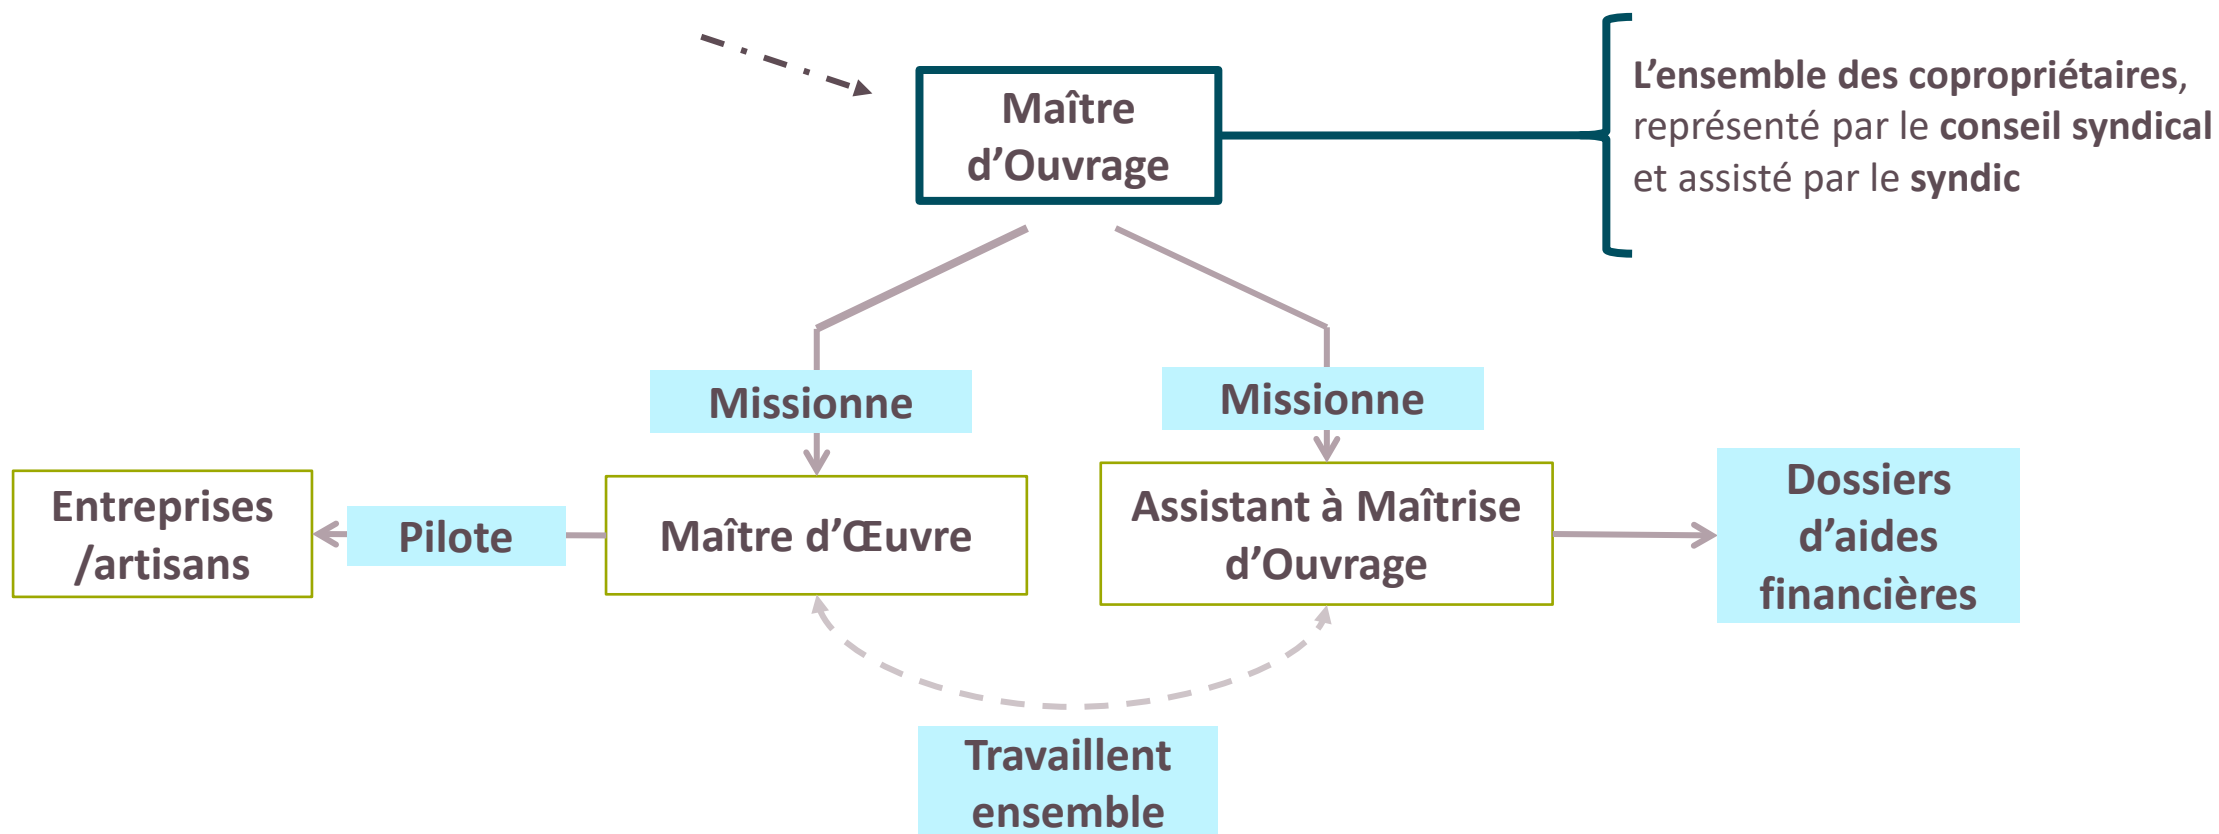 Maître
d’Ouvrage
L’ensemble des copropriétaires,
représenté par le conseil syndical
et assisté par le syndic
Missionne
Missionne
Entreprises
/artisans
Pilote
Maître d’Œuvre
Assistant à Maîtrise
d’Ouvrage
Dossiers
d’aides
financières
Travaillent
ensemble